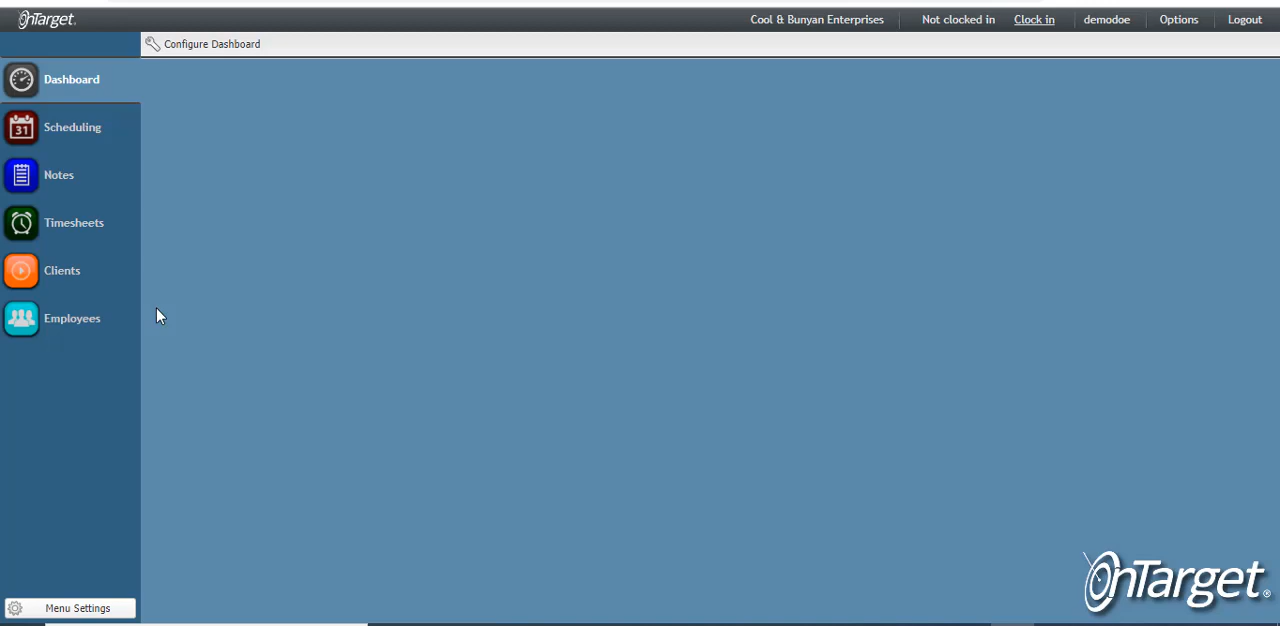 OnTarget.
Cool & Bunyan Enterprises
Not clocked in
Clock in
demodoe
Options
Logout
Configure Dashboard
Dashboard
31
Scheduling
Notes
Timesheets
Clients
Employees
Menu Settings
OnTarget®